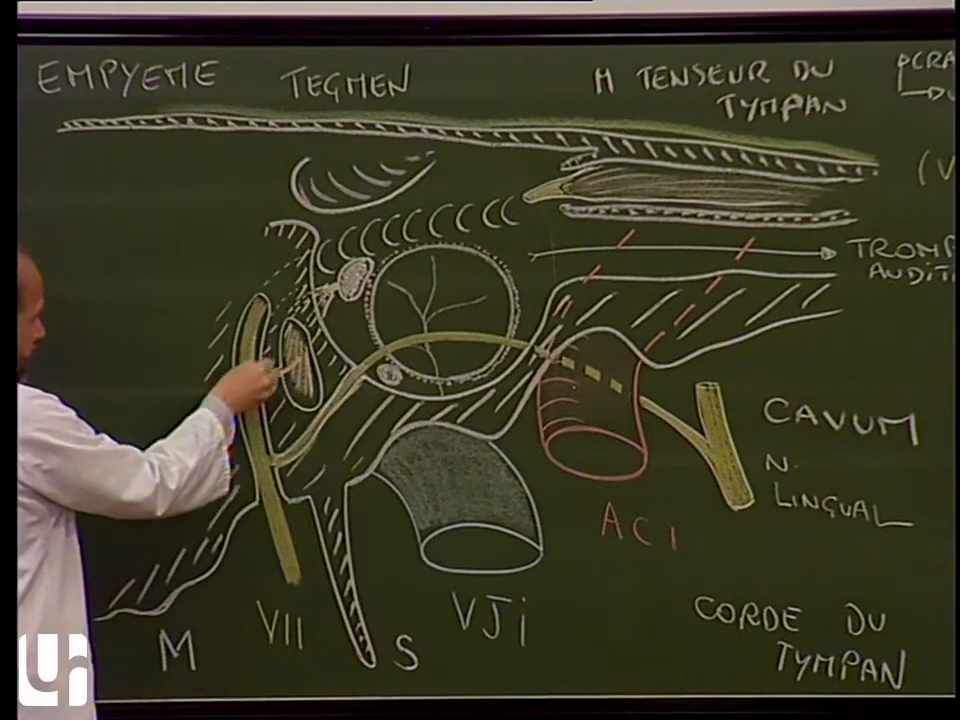 EMPYEME
TEGMEN
M TENSEUR DU
TYMPAN
(V
TROMP
AUDITI
CAVUM
N.
LINGUAL
ACI
VII
VJi
M
S
CORDE DU
TYMPAN